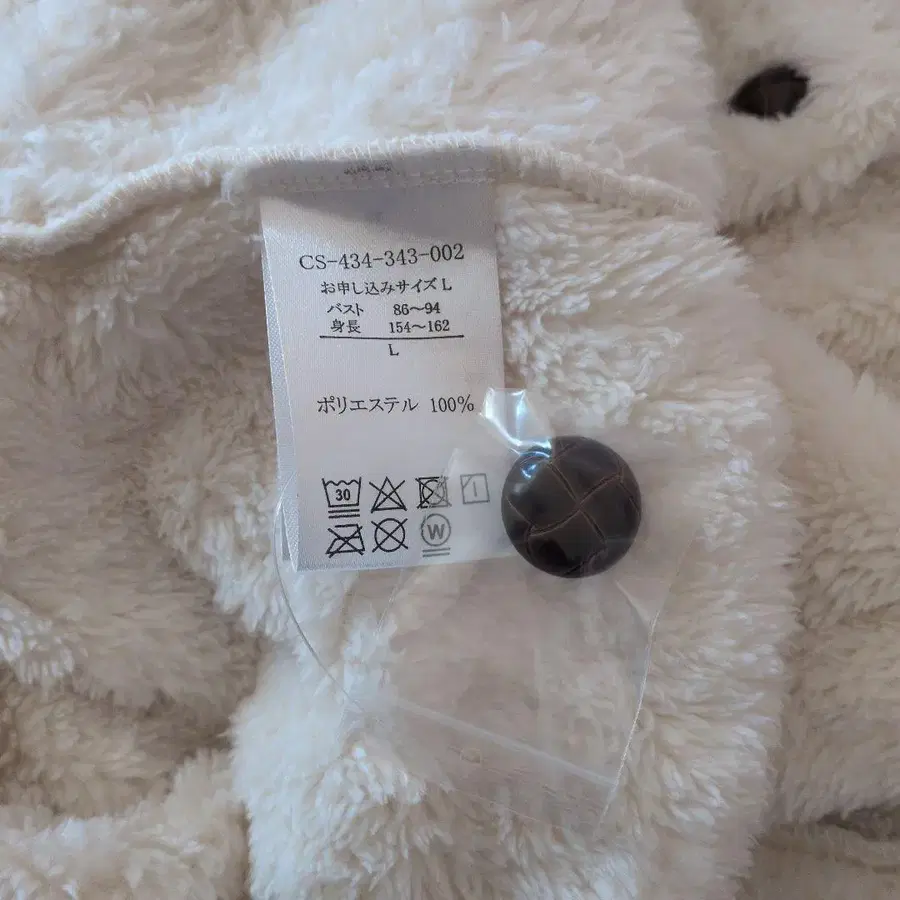 CS-434-343-002
お申し込みサイズ L
バスト 86〜94
身長 154〜162
L
ポリエステル 100%
30
W